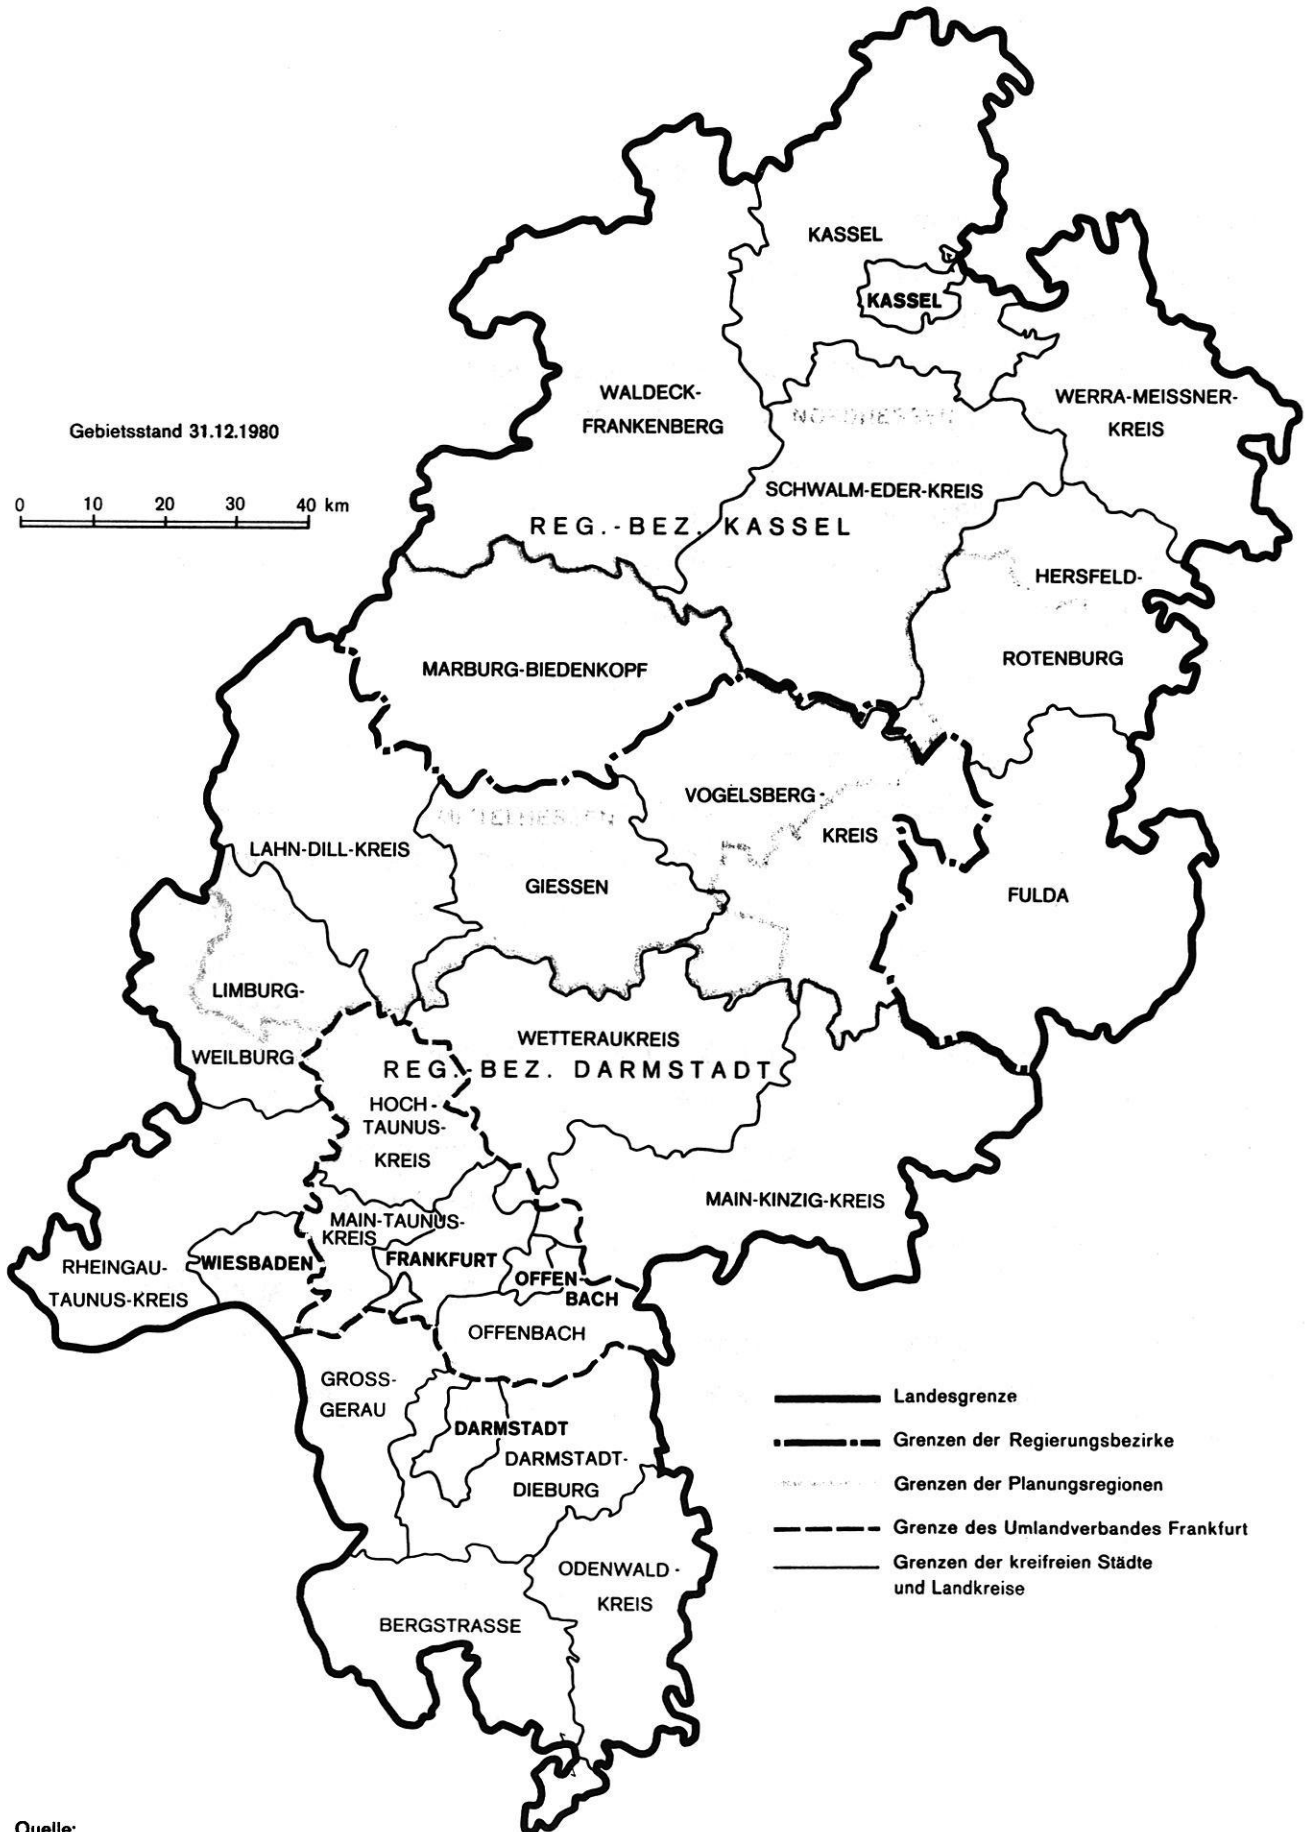 KASSEL
KASSEL
WALDECK-
FRANKENBERG
NORDHESSEN
WERRA-MEISSNER-
KREIS
Gebietsstand 31.12.1980
SCHWALM-EDER-KREIS
0 10 20 30 40 km
REG.-BEZ. KASSEL
HERSFELD-
ROTENBURG
MARBURG-BIEDENKOPF
VOGELSBERG-
KREIS
MITTELHESSEN
LAHN-DILL-KREIS
GIESSEN
FULDA
LIMBURG-
WEILBURG
WETTERAUKREIS
REG.-BEZ. DARMSTADT
HOCH-
TAUNUS-
KREIS
MAIN-KINZIG-KREIS
MAIN-TAUNUS-
KREIS
RHEINGAU-
TAUNUS-KREIS
WIESBADEN
FRANKFURT
OFFEN
BACH
OFFENBACH
GROSS-
GERAU
DARMSTADT
DARMSTADT-
DIEBURG
ODENWALD-
KREIS
BERGSTRASSE
Landesgrenze
Grenzen der Regierungsbezirke
Grenzen der Planungsregionen
Grenze des Umlandverbandes Frankfurt
Grenzen der kreifreien Städte
und Landkreise
Quelle: